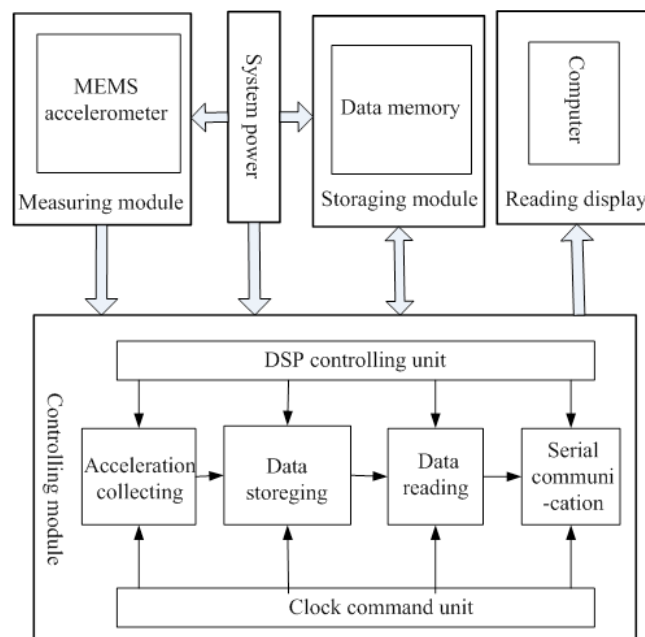 MEMS
accelerometer
Measuring module
System power
Data memory
Storaging module
Computer
Reading display
Controlling module
DSP controlling unit
Acceleration
collecting
Data
storeging
Data
reading
Serial
communi
-cation
Clock command unit